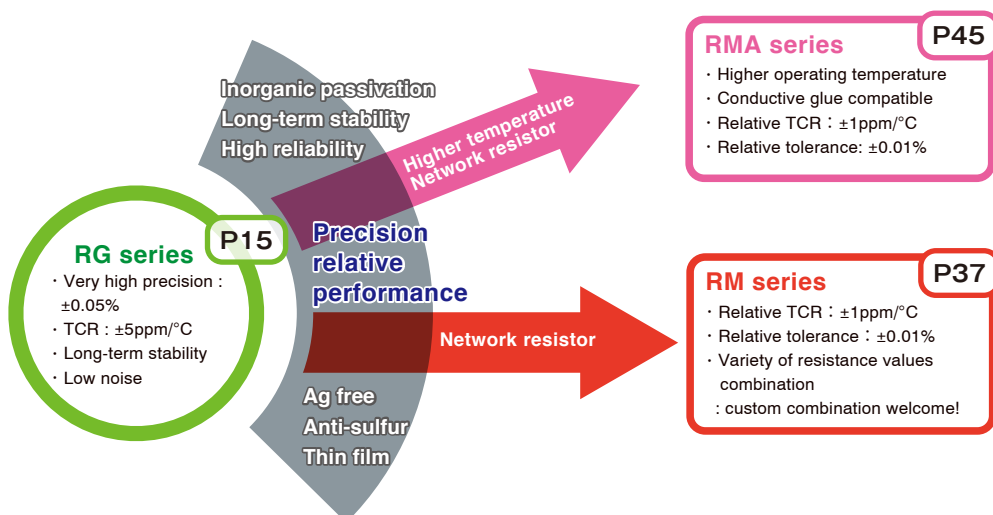 RG series
P15
· Very high precision :
±0.05%
· TCR : ±5ppm/°C
· Long-term stability
· Low noise
Inorganic passivation
Long-term stability
High reliability
Precision
relative
performance
Ag free
Anti-sulfur
Thin film
Higher temperature
Network resistor
Network resistor
RMA series
P45
· Higher operating temperature
· Conductive glue compatible
· Relative TCR：±1ppm/°C
· Relative tolerance: ±0.01%
RM series
P37
· Relative TCR：±1ppm/°C
· Relative tolerance：±0.01%
· Variety of resistance values
combination
: custom combination welcome!